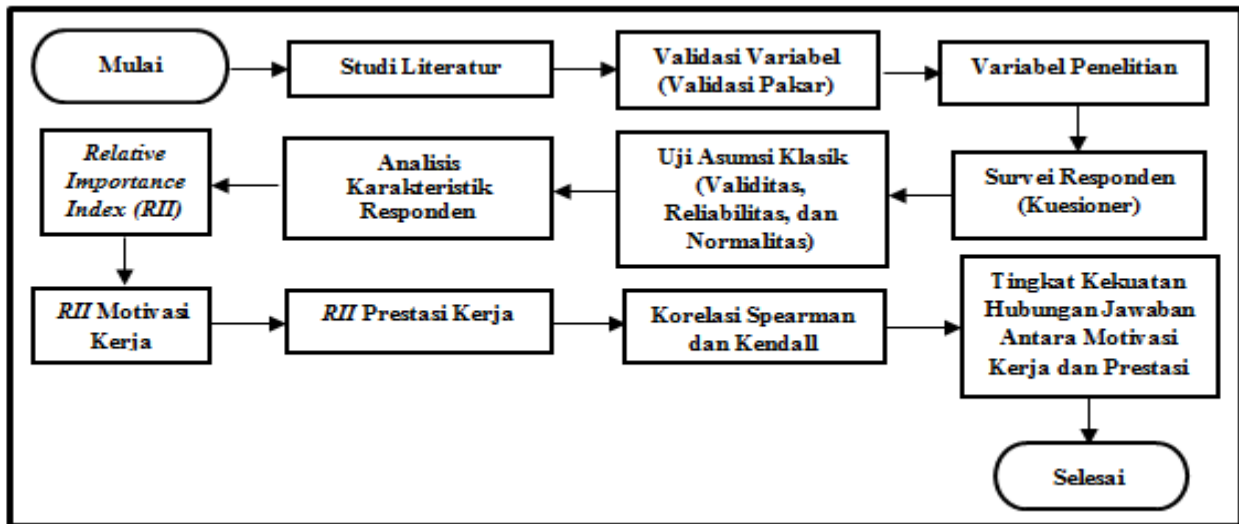 Mulai
Studi Literatur
Validasi Variabel
(Validasi Pakar)
Variabel Penelitian
Survei Responden
(Kuesioner)
Uji Asumsi Klasik
(Validitas,
Reliabilitas, dan
Normalitas)
Analisis
Karakteristik
Responden
Relative
Importance
Index (RII)
RII Motivasi
Kerja
RII Prestasi Kerja
Korelasi Spearman
dan Kendall
Tingkat Kekuatan
Hubungan Jawaban
Antara Motivasi
Kerja dan Prestasi
Selesai